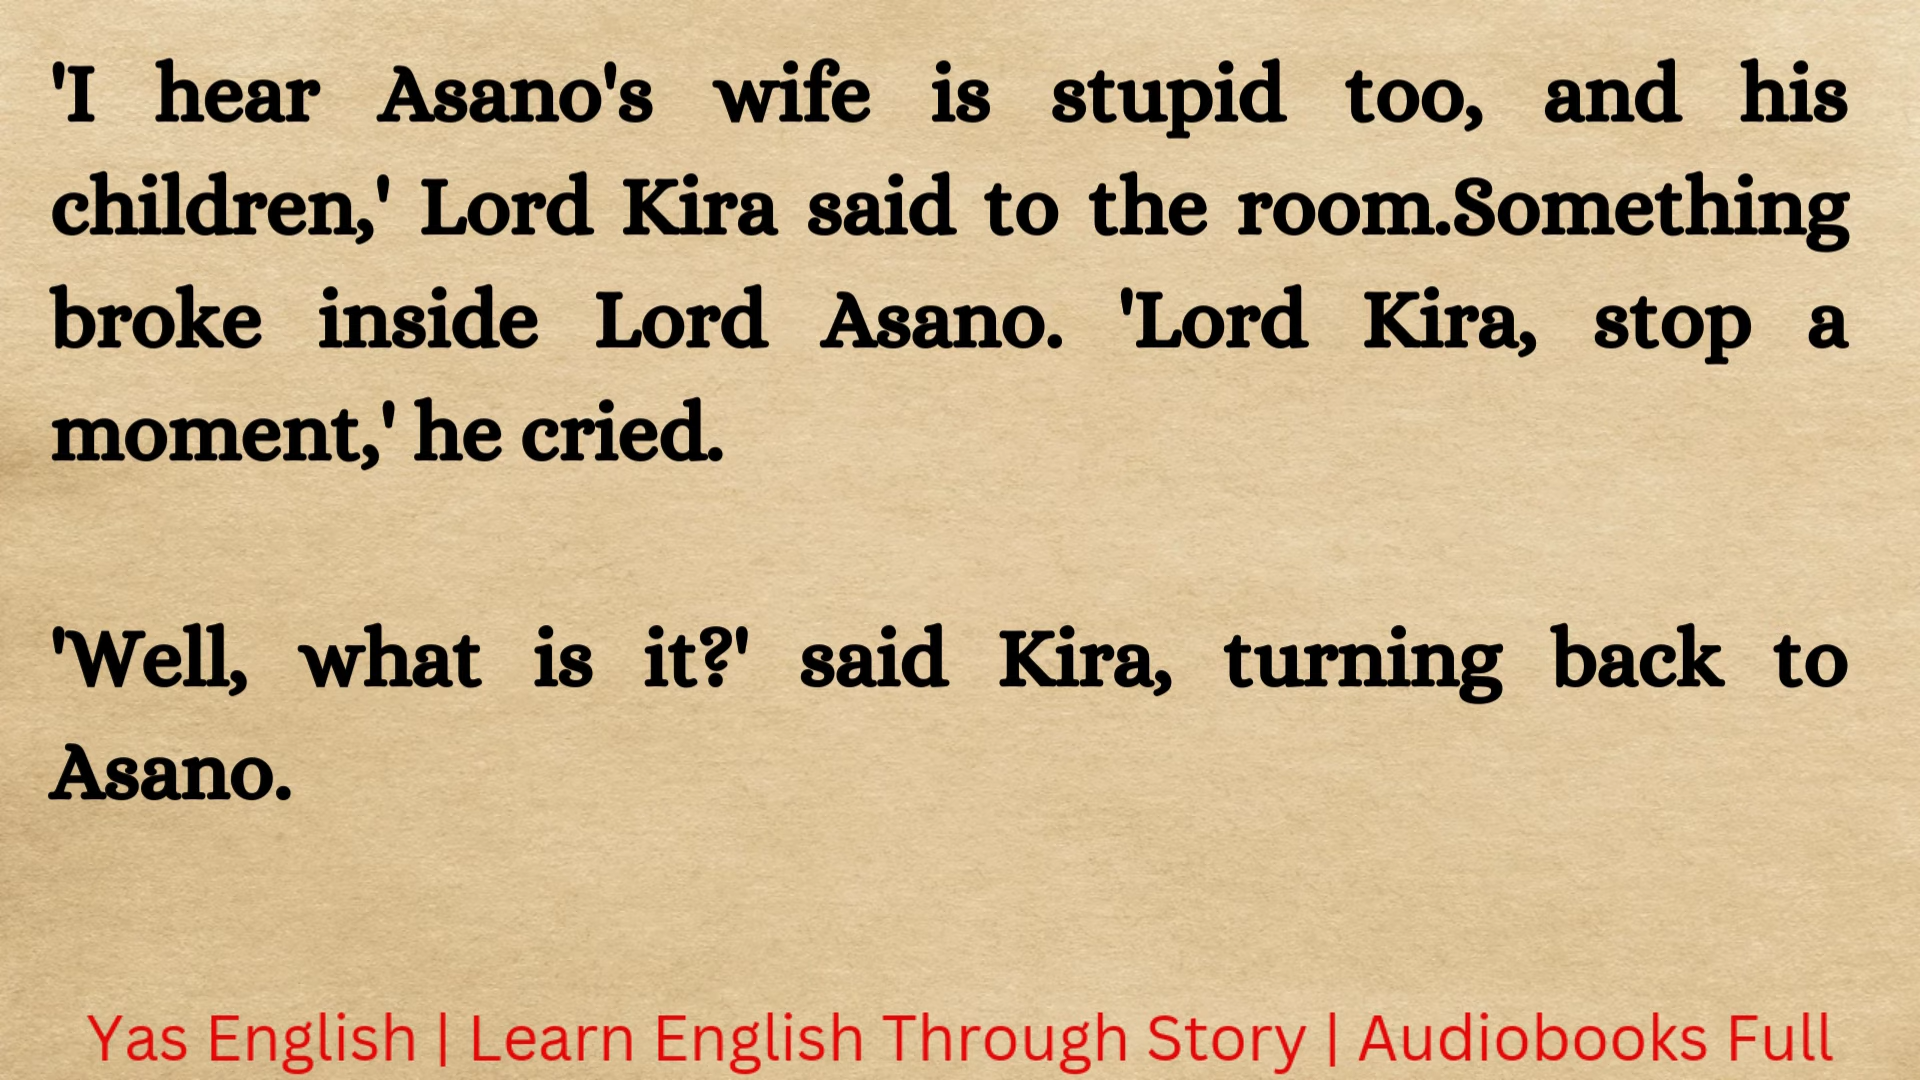 'I hear Asano's wife is stupid too, and his
children,' Lord Kira said to the room.Something
broke inside Lord Asano. 'Lord Kira, stop a
moment,' he cried.
'Well, what is it?' said Kira, turning back to
Asano.
Yas English | Learn English Through Story | Audiobooks Full